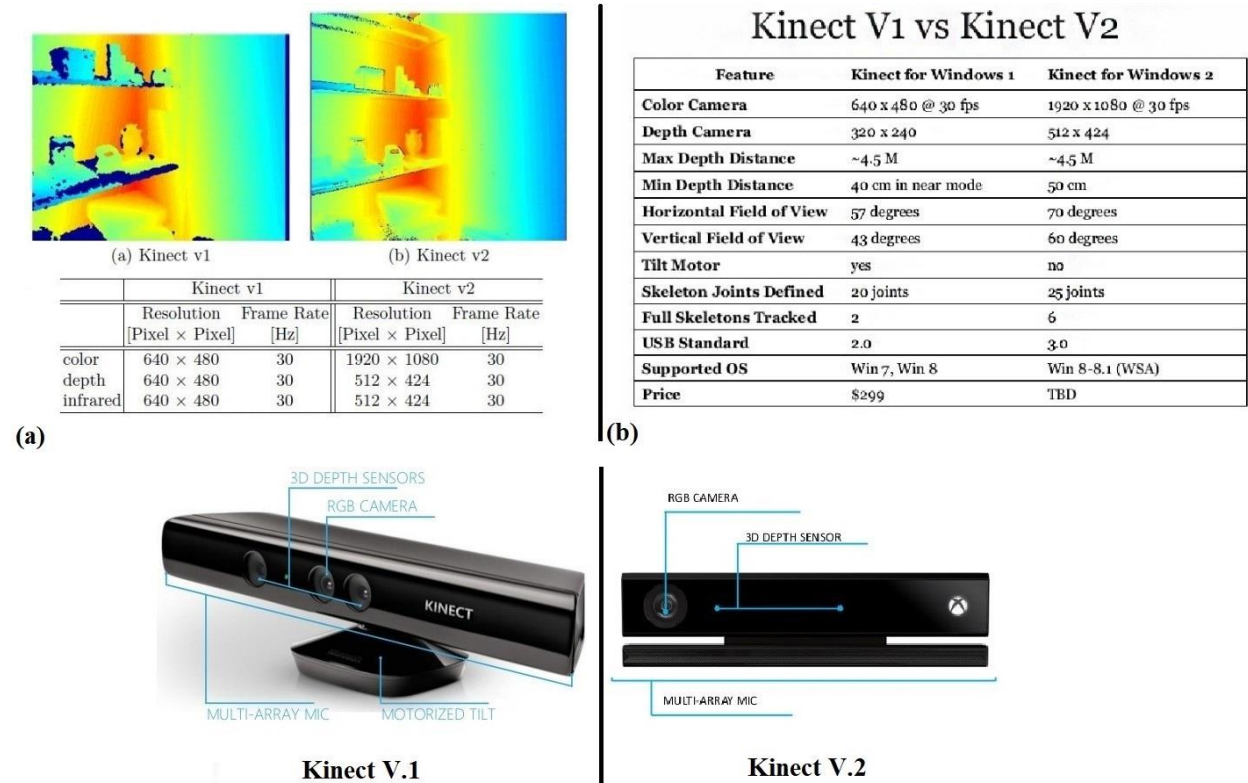 (a) Kinect v1
(b) Kinect v2
Kinect v1 Kinect v2
Resolution Frame Rate Resolution Frame Rate
[Pixel × Pixel] [Hz] [Pixel × Pixel] [Hz]
color 640 × 480 30 1920 × 1080 30
depth 640 × 480 30 512 × 424 30
infrared 640 × 480 30 512 × 424 30
(a)
Kinect V1 vs Kinect V2
Feature Kinect for Windows 1 Kinect for Windows 2
Color Camera 640 x 480 @ 30 fps 1920 x 1080 @ 30 fps
Depth Camera 320 x 240 512 x 424
Max Depth Distance ~4.5 M ~4.5 M
Min Depth Distance 40 cm in near mode 50 cm
Horizontal Field of View 57 degrees 70 degrees
Vertical Field of View 43 degrees 60 degrees
Tilt Motor yes no
Skeleton Joints Defined 20 joints 25 joints
Full Skeletons Tracked 2 6
USB Standard 2.0 3.0
Supported OS Win 7, Win 8 Win 8-8.1 (WSA)
Price $299 TBD
(b)
3D DEPTH SENSORS
RGB CAMERA
KINECT
MULTI-ARRAY MIC
MOTORIZED TILT
Kinect V.1
RGB CAMERA
3D DEPTH SENSOR
MULTI-ARRAY MIC
Kinect V.2